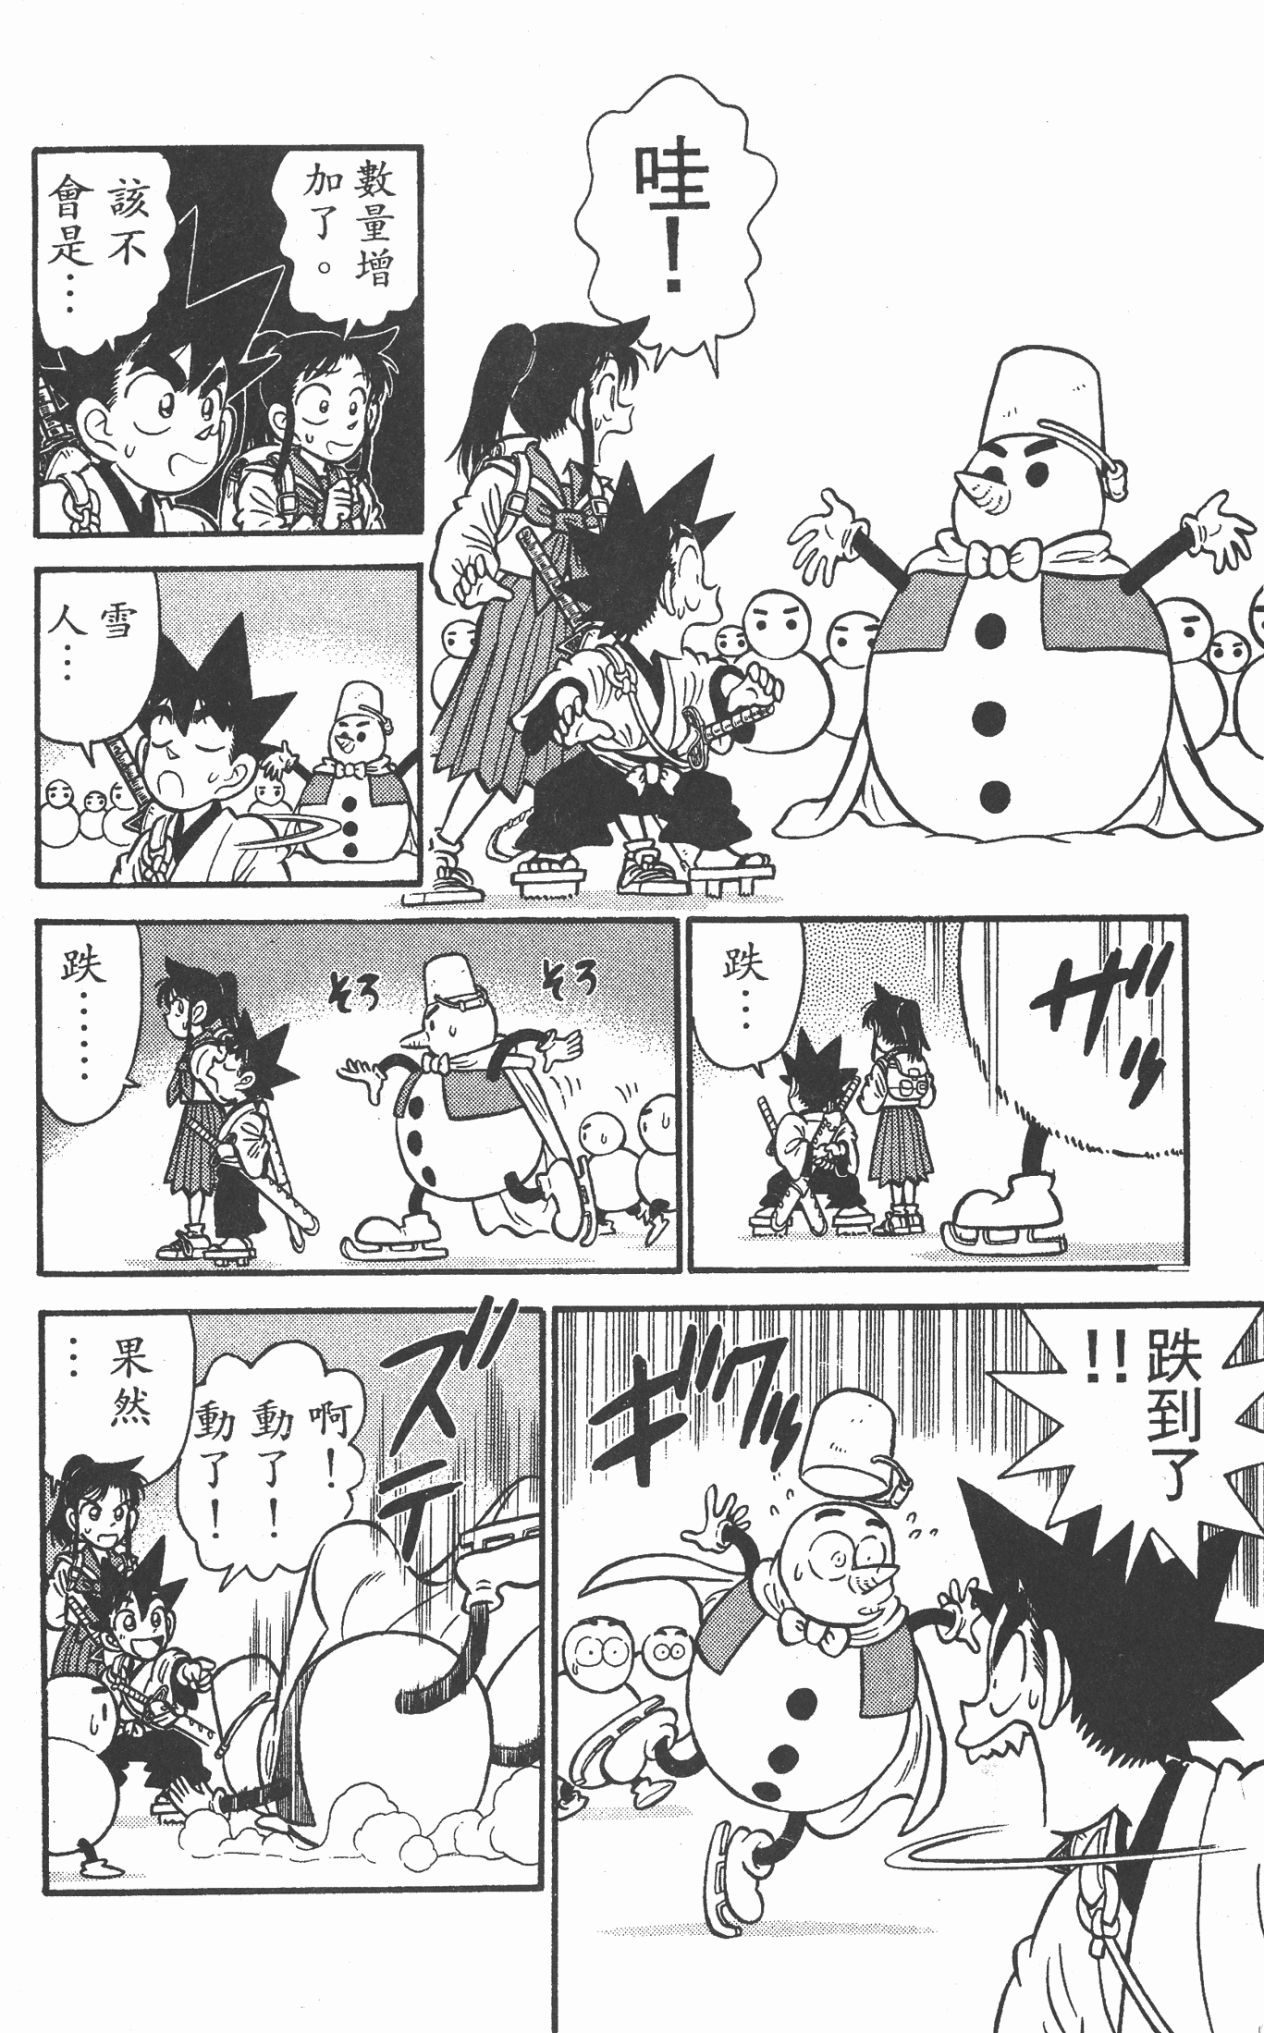 哇！
數量增
加了。
該不
會是…
雪
人…
ザッ
跌…
そろ
そろ
跌……
跌到了
!!
ギクッ
ズデ
啊！
動了！
動了！
果然
…